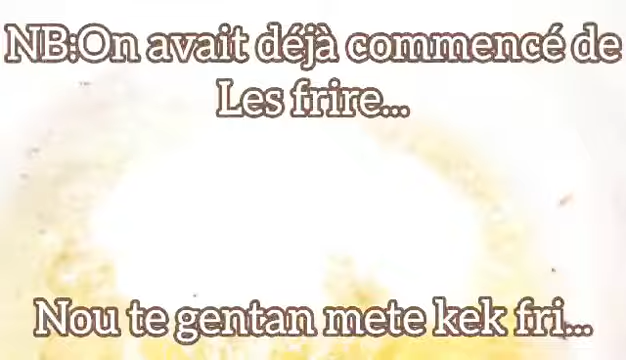 NB:On avait déjà commencé de
Les frire...
Nou te gentan mete kek fri...